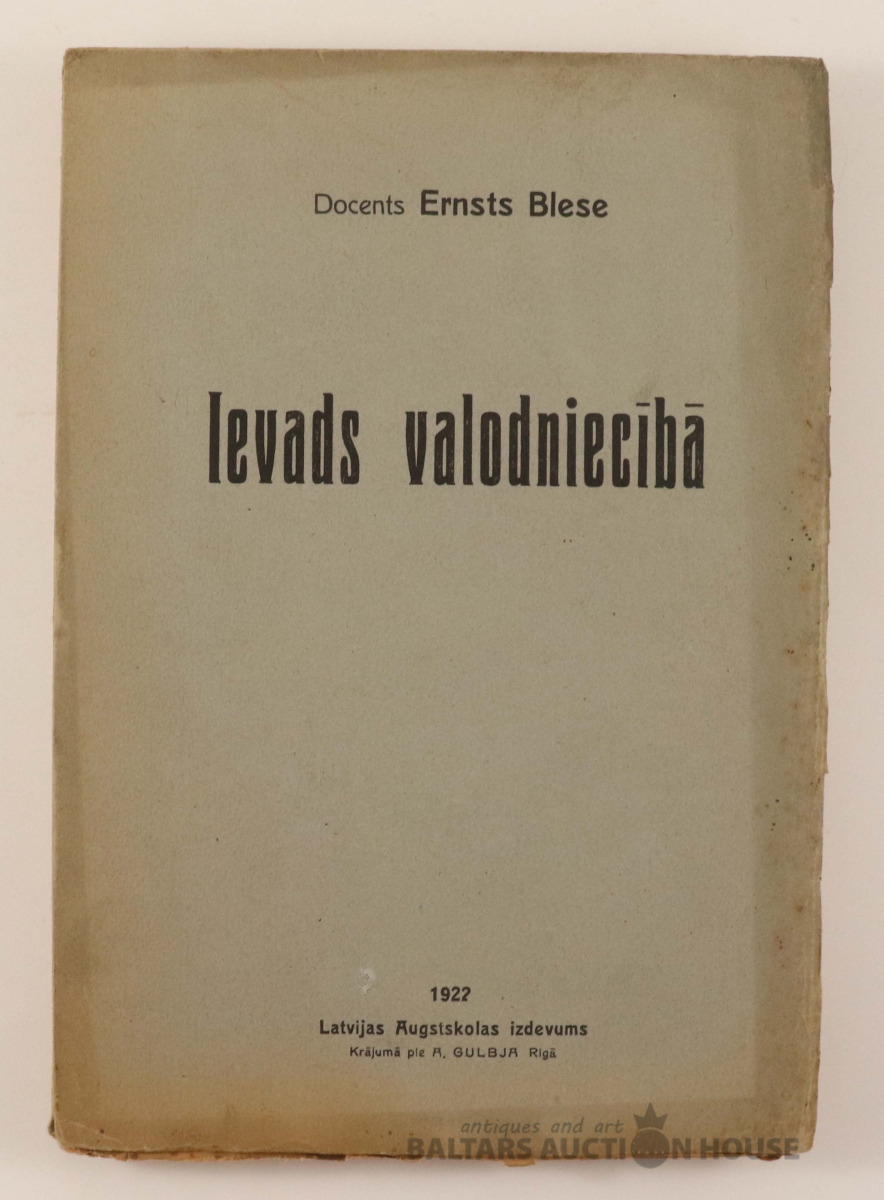 Docents Ernsts Blese
Ievads valodniecībā
1922
Latvijas Augstskolas izdevums
Krājumā pie A. GULBJA Rīgā
antiques and art
BALTARS AUCTION HOUSE